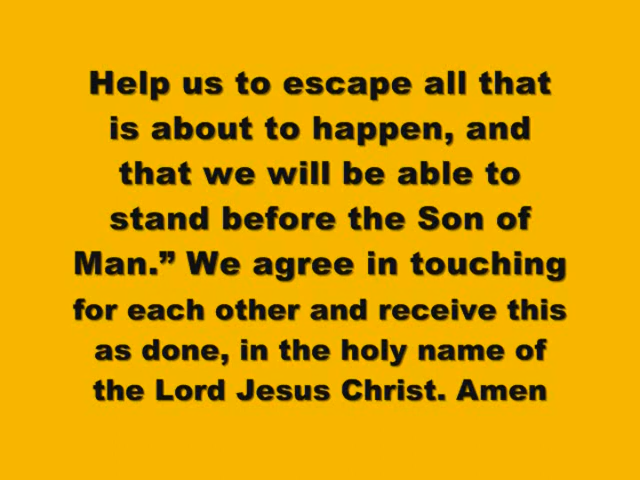 Help us to escape all that
is about to happen, and
that we will be able to
stand before the Son of
Man.” We agree in touching
for each other and receive this
as done, in the holy name of
the Lord Jesus Christ. Amen